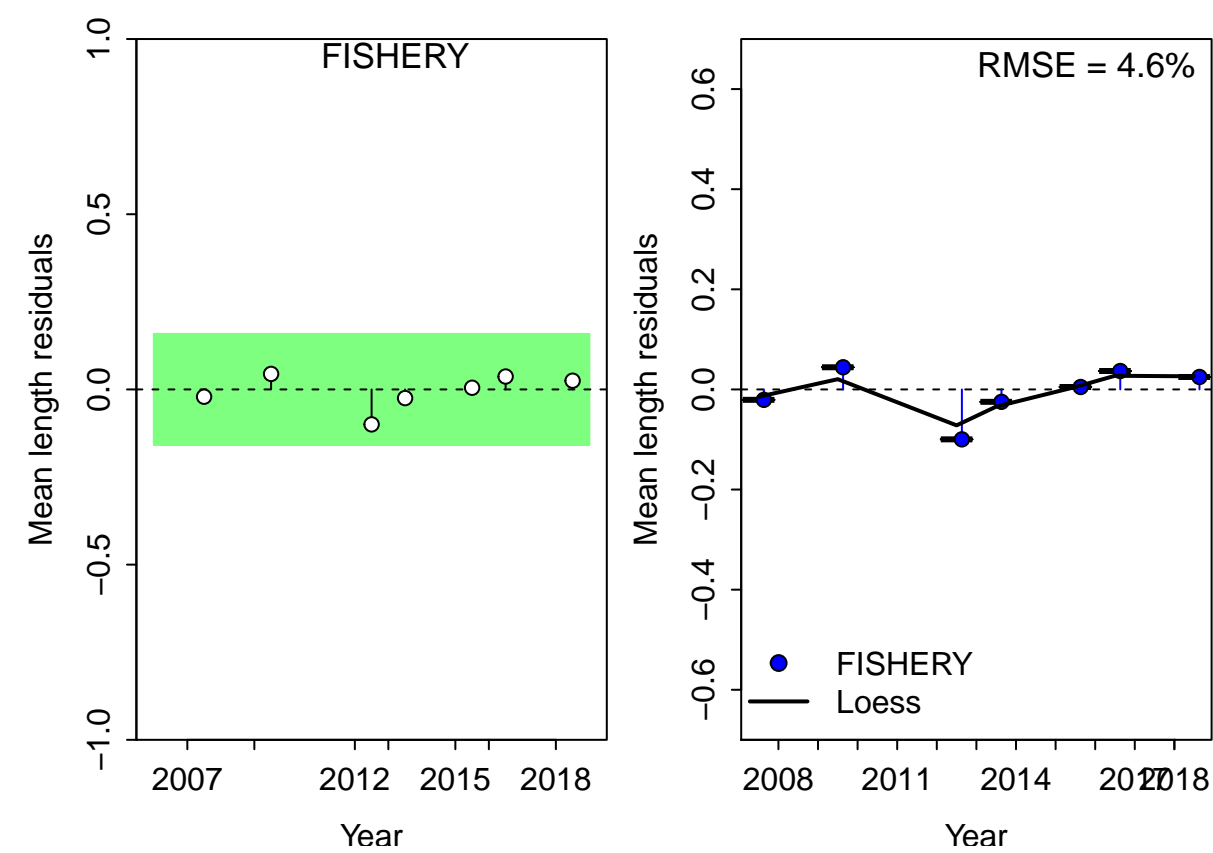 FISHERY
Mean length residuals
1.0
0.5
0.0
−0.5
−1.0
2007 2012 2015 2018
Year
RMSE = 4.6%
Mean length residuals
0.6
0.4
0.2
0.0
−0.2
−0.4
−0.6
FISHERY
Loess
2008 2011 2014 2017 2018
Year